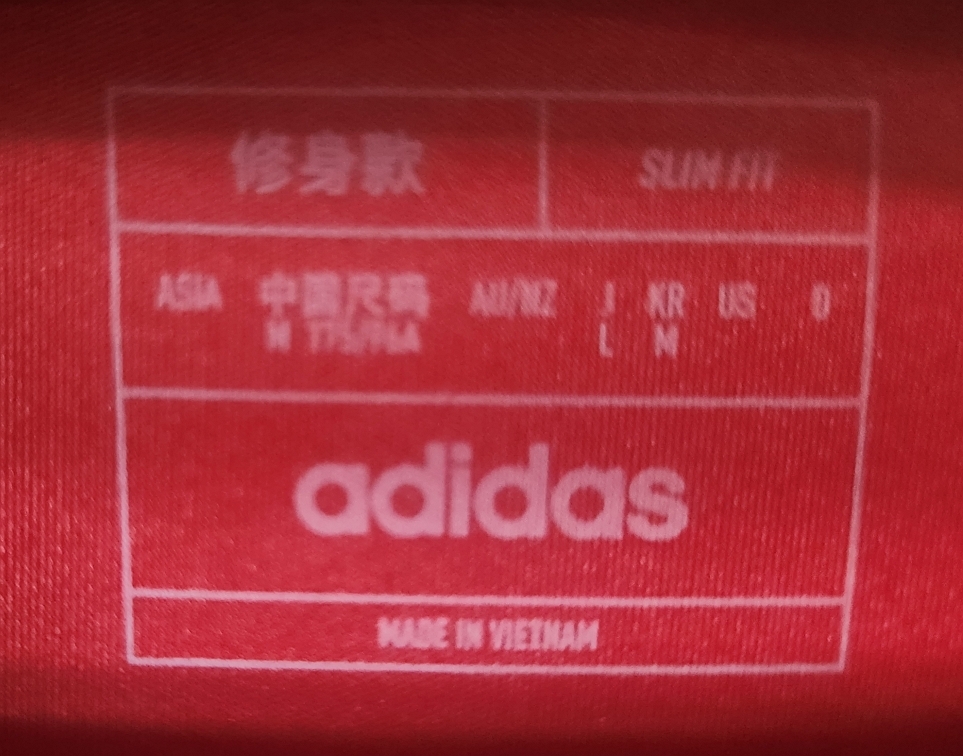 修身款 SLIM FIT
ASIA 中国尺码 AU/NZ J KR US D
M 175/96A L M
adidas
MADE IN VIETNAM